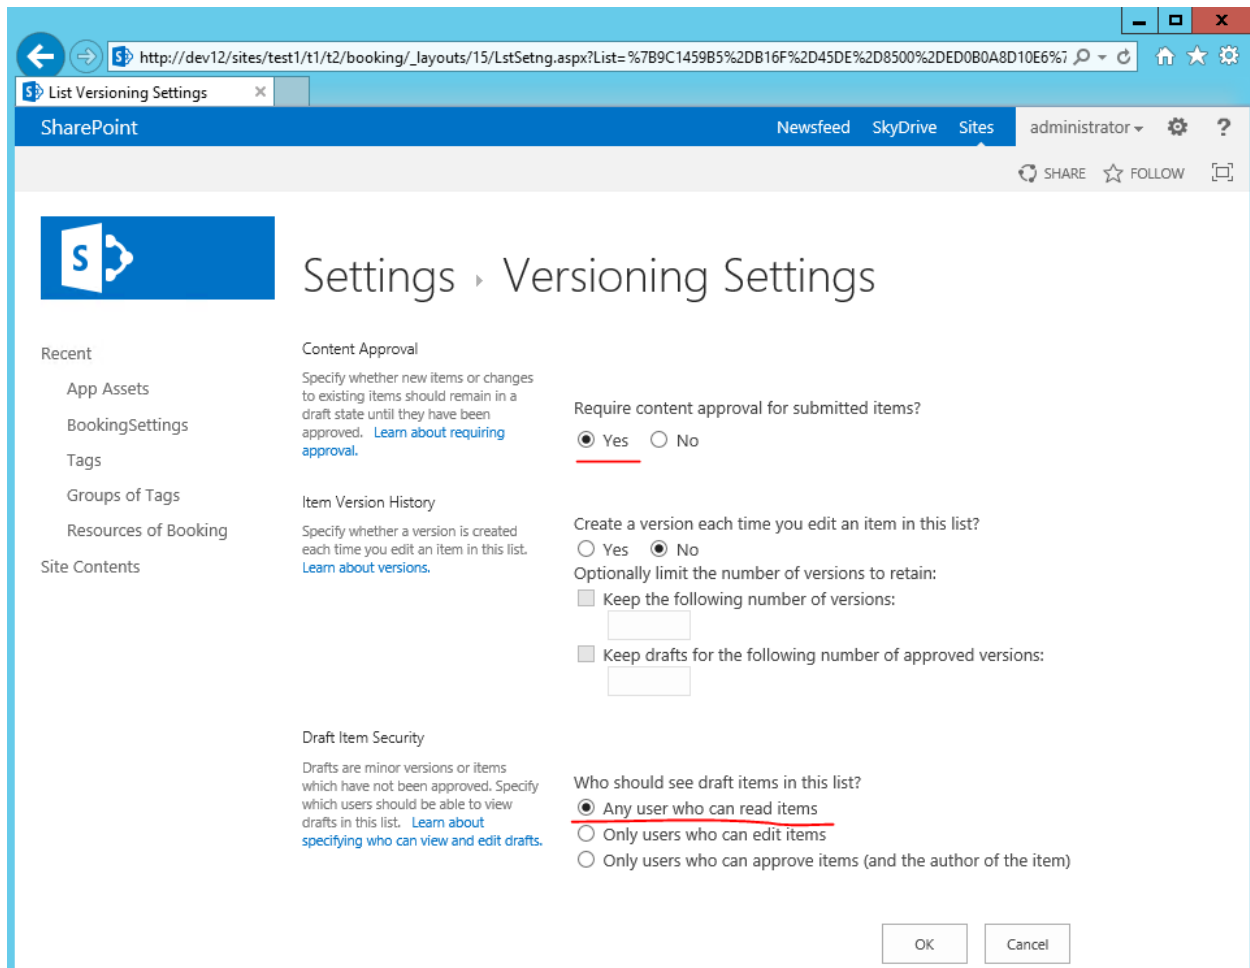 http://dev12/sites/test1/t1/t2/booking/_layouts/15/LstSetng.aspx?List=%7B9C1459B5%2DB16F%2D45DE%2D8500%2DED0B0A8D10E6%7
List Versioning Settings
SharePoint
Newsfeed SkyDrive Sites administrator ?
SHARE FOLLOW
S
Settings Versioning Settings
Recent
App Assets
BookingSettings
Tags
Groups of Tags
Resources of Booking
Site Contents
Content Approval
Specify whether new items or changes
to existing items should remain in a
draft state until they have been
approved. Learn about requiring
approval.
Require content approval for submitted items?
Yes No
Item Version History
Specify whether a version is created
each time you edit an item in this list.
Learn about versions.
Create a version each time you edit an item in this list?
Yes No
Optionally limit the number of versions to retain:
Keep the following number of versions:
Keep drafts for the following number of approved versions:
Draft Item Security
Drafts are minor versions or items
which have not been approved. Specify
which users should be able to view
drafts in this list. Learn about
specifying who can view and edit drafts.
Who should see draft items in this list?
Any user who can read items
Only users who can edit items
Only users who can approve items (and the author of the item)
OK Cancel